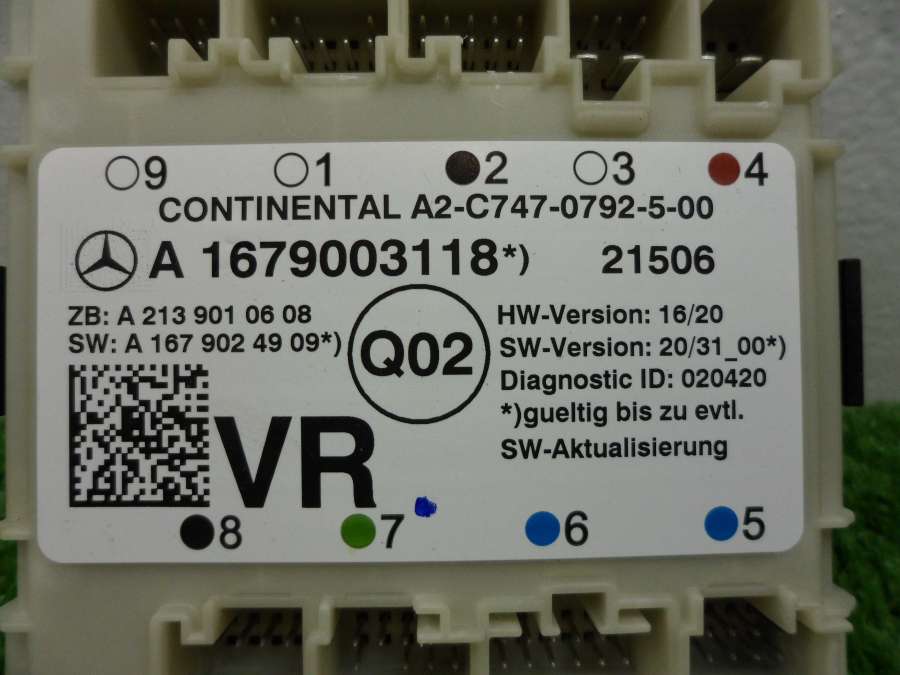 9 1 2 3 4
CONTINENTAL A2-C747-0792-5-00
A 1679003118*) 21506
ZB: A 213 901 06 08
SW: A 167 902 49 09*)
Q02
HW-Version: 16/20
SW-Version: 20/31_00*)
Diagnostic ID: 020420
*)gueltig bis zu evtl.
SW-Aktualisierung
VR
8 7 6 5